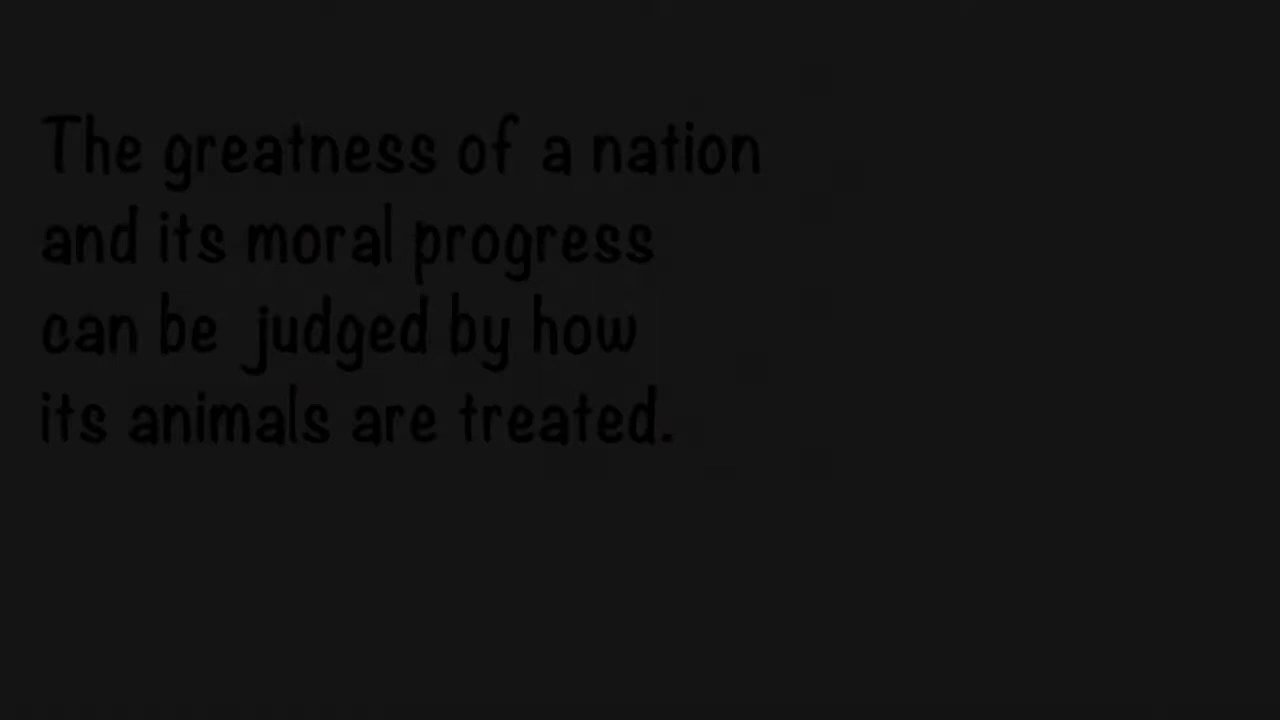 The greatness of a nation
and its moral progress
can be judged by how
its animals are treated.